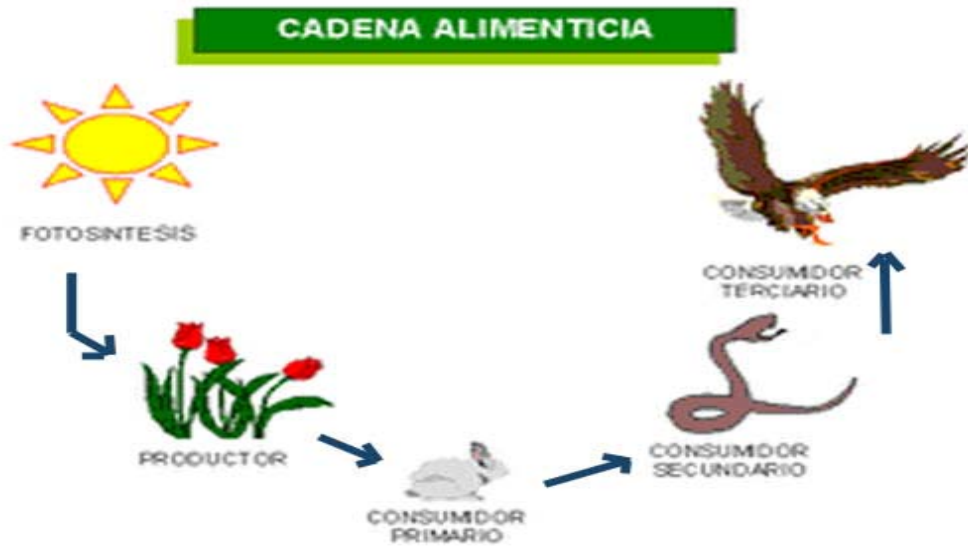 CADENA ALIMENTICIA
FOTOSINTESIS
CONSUMIDOR
TERCIARIO
PRODUCTOR
CONSUMIDOR
SECUNDARIO
CONSUMIDOR
PRIMARIO